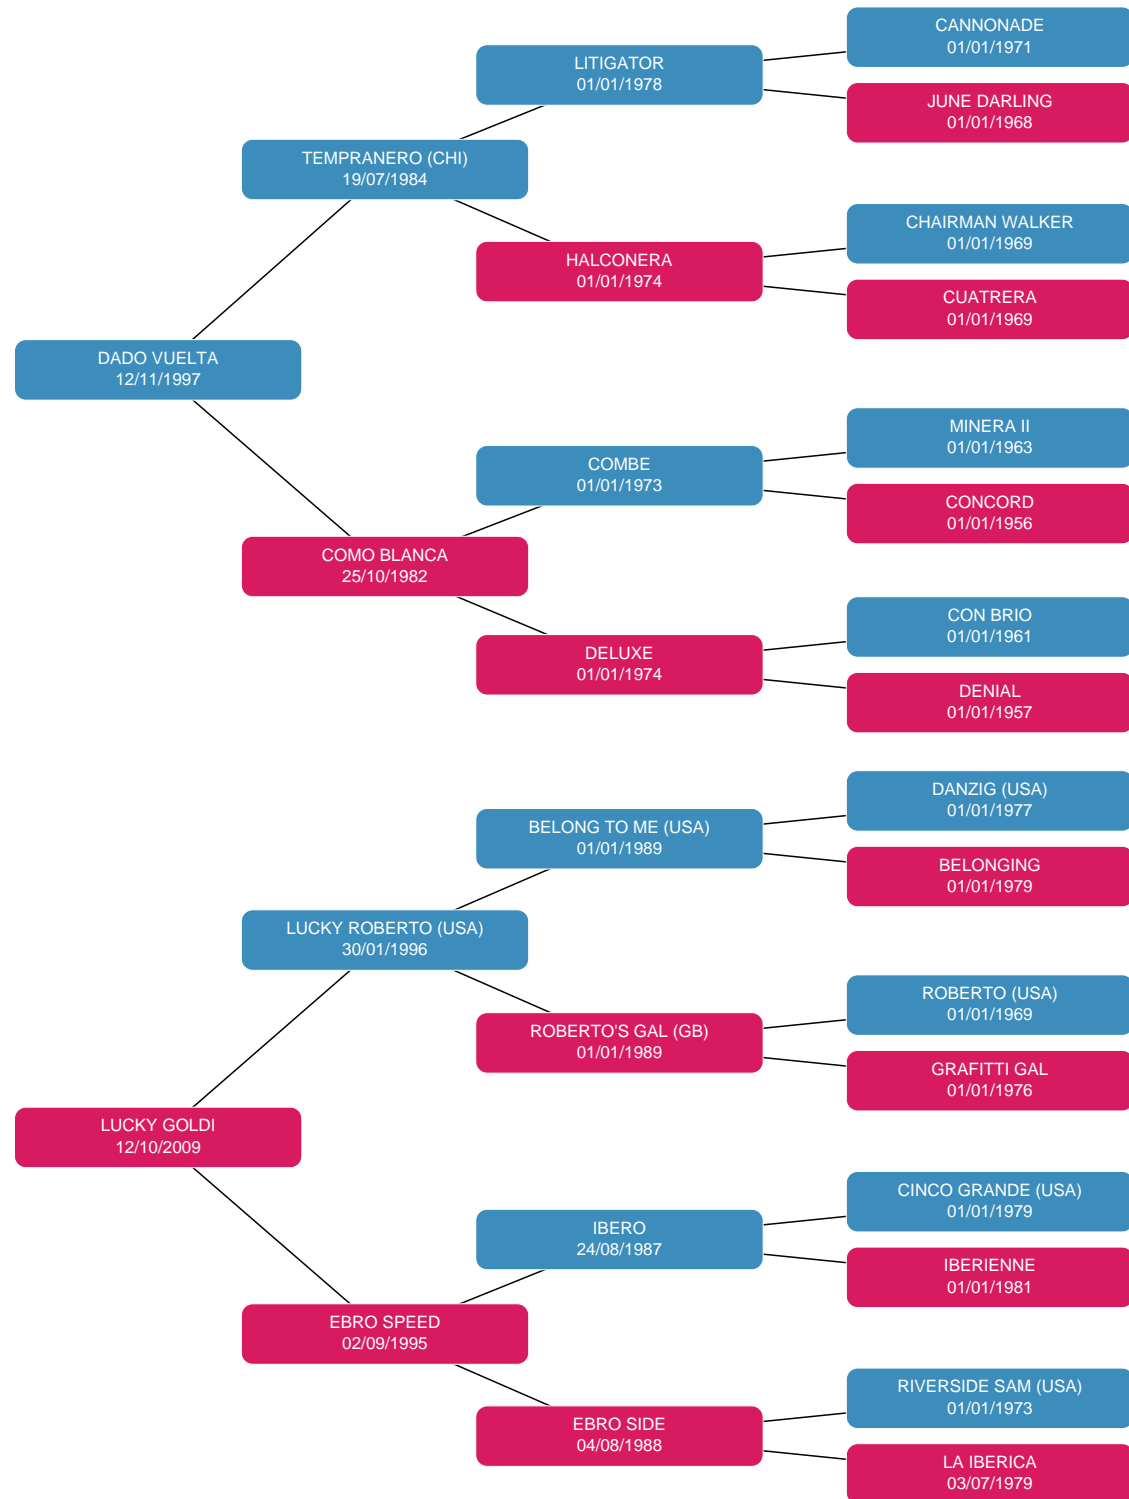 CANNONADE
01/01/1971
LITIGATOR
01/01/1978
JUNE DARLING
01/01/1968
TEMPRANERO (CHI)
19/07/1984
CHAIRMAN WALKER
01/01/1969
HALCONERA
01/01/1974
CUATRERA
01/01/1969
DADO VUELTA
12/11/1997
MINERA II
01/01/1963
COMBE
01/01/1973
CONCORD
01/01/1956
COMO BLANCA
25/10/1982
CON BRIO
01/01/1961
DELUXE
01/01/1974
DENIAL
01/01/1957
DANZIG (USA)
01/01/1977
BELONG TO ME (USA)
01/01/1989
BELONGING
01/01/1979
LUCKY ROBERTO (USA)
30/01/1996
ROBERTO (USA)
01/01/1969
ROBERTO'S GAL (GB)
01/01/1989
GRAFITTI GAL
01/01/1976
LUCKY GOLDI
12/10/2009
CINCO GRANDE (USA)
01/01/1979
IBERO
24/08/1987
IBERIENNE
01/01/1981
EBRO SPEED
02/09/1995
RIVERSIDE SAM (USA)
01/01/1973
EBRO SIDE
04/08/1988
LA IBERICA
03/07/1979